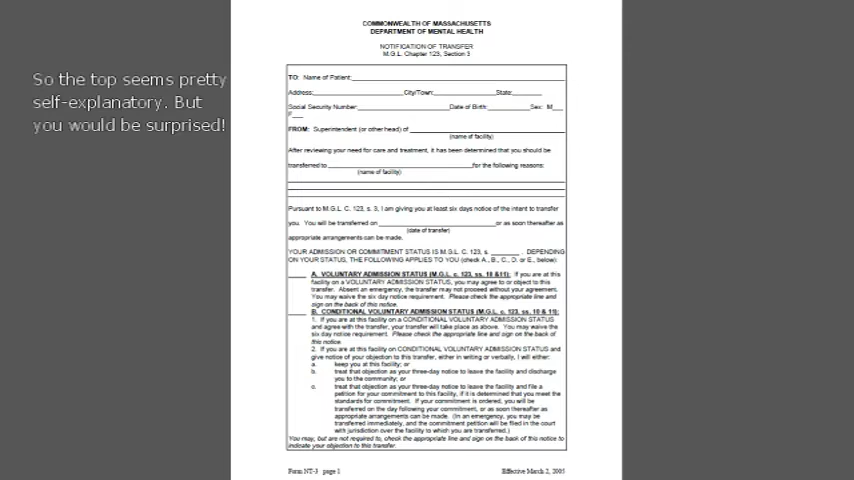 So the top seems pretty
self-explanatory. But
you would be surprised!
COMMONWEALTH OF MASSACHUSETTS
DEPARTMENT OF MENTAL HEALTH
NOTIFICATION OF TRANSFER
M.G.L. Chapter 123, Section 3
TO: Name of Patient:
Address: City/Town: State:
Social Security Number: Date of Birth: Sex: M
F
FROM: Superintendent (or other head) of
(name of facility)
After reviewing your need for care and treatment, it has been determined that you should be
transferred to for the following reasons:
(name of facility)
Pursuant to M.G.L. C. 123, s. 3, I am giving you at least six days notice of the intent to transfer
you. You will be transferred on or as soon thereafter as
(date of transfer)
appropriate arrangements can be made.
YOUR ADMISSION OR COMMITMENT STATUS IS M.G.L. C. 123, s. . DEPENDING
ON YOUR STATUS, THE FOLLOWING APPLIES TO YOU (check A., B., C., D. or E., below):
A. VOLUNTARY ADMISSION STATUS (M.G.L. c. 123, ss. 10 &11): If you are at this
facility on a VOLUNTARY ADMISSION STATUS, you may agree to or object to this
transfer. Absent an emergency, the transfer may not proceed without your agreement.
You may waive the six day notice requirement. Please check the appropriate line and
sign on the back of this notice.
B. CONDITIONAL VOLUNTARY ADMISSION STATUS (M.G.L. c. 123, ss. 10 & 11):
1. If you are at this facility on a CONDITIONAL VOLUNTARY ADMISSION STATUS
and agree with the transfer, your transfer will take place as above. You may waive the
six day notice requirement. Please check the appropriate line and sign on the back of
this notice.
2. If you are at this facility on CONDITIONAL VOLUNTARY ADMISSION STATUS and
give notice of your objection to this transfer, either in writing or verbally, I will either:
a. keep you at this facility; or
b. treat that objection as your three-day notice to leave the facility and discharge
you to the community; or
c. treat that objection as your three-day notice to leave the facility and file a
petition for your commitment to this facility, if it is determined that you meet the
standards for commitment. If your commitment is ordered, you will be
transferred on the day following your commitment, or as soon thereafter as
appropriate arrangements can be made. (In an emergency, you may be
transferred immediately, and the commitment petition will be filed in the court
with jurisdiction over the facility to which you are transferred.)
You may, but are not required to, check the appropriate line and sign on the back of this notice to
indicate your objection to this transfer.
Form NT-3 page 1 Effective March 2, 2005